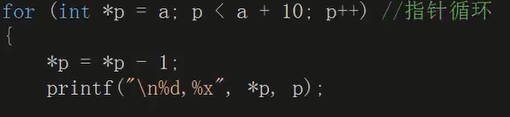 for (int *p = a; p < a + 10; p++) //指针循环
{
*p = *p - 1;
printf("\n%d,%x", *p, p);